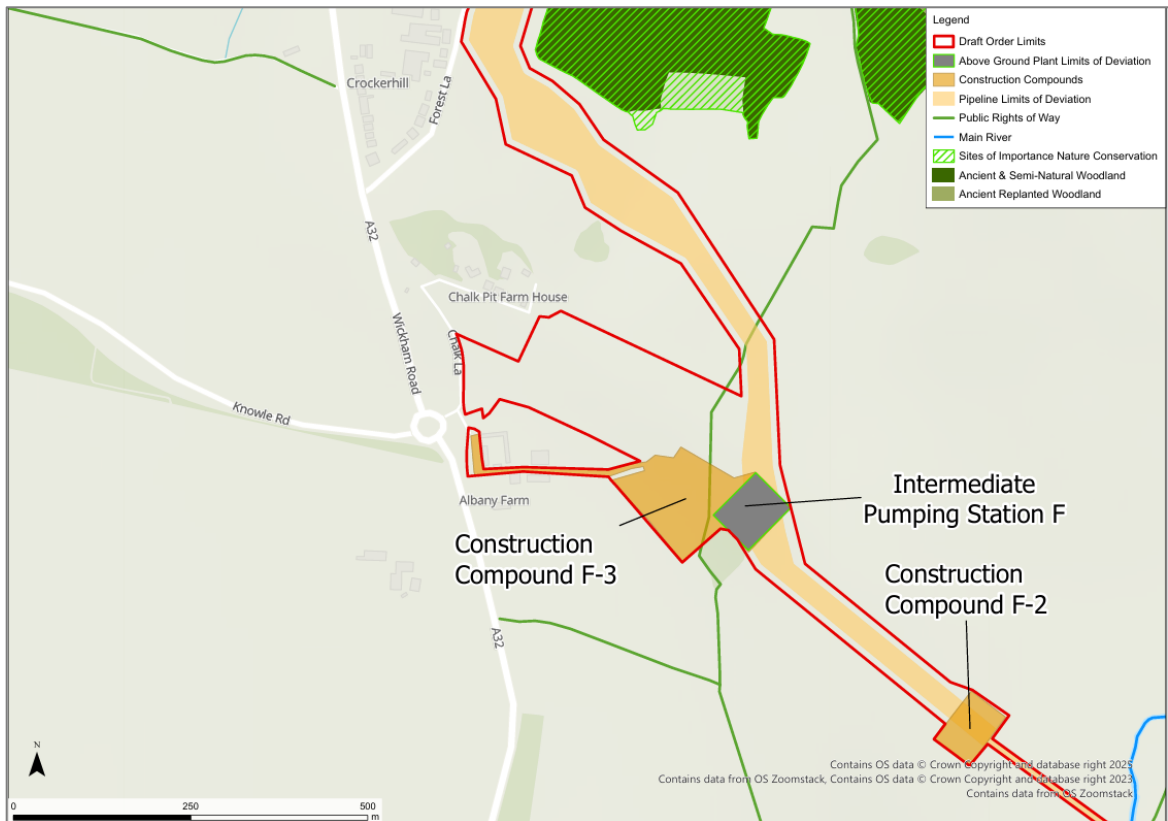 Legend
Draft Order Limits
Above Ground Plant Limits of Deviation
Construction Compounds
Pipeline Limits of Deviation
Public Rights of Way
Main River
Sites of Importance Nature Conservation
Ancient & Semi-Natural Woodland
Ancient Replanted Woodland
Crockerhill
Forest La
A32
Chalk Pit Farm House
Wickham Road
Chalk La
Knowle Rd
Albany Farm
Intermediate
Pumping Station F
Construction
Compound F-3
Construction
Compound F-2
A32
N
Contains OS data © Crown Copyright and database right 2025
Contains data from OS Zoomstack, Contains OS data © Crown Copyright and database right 2023
Contains data from OS Zoomstack
0 250 500
m